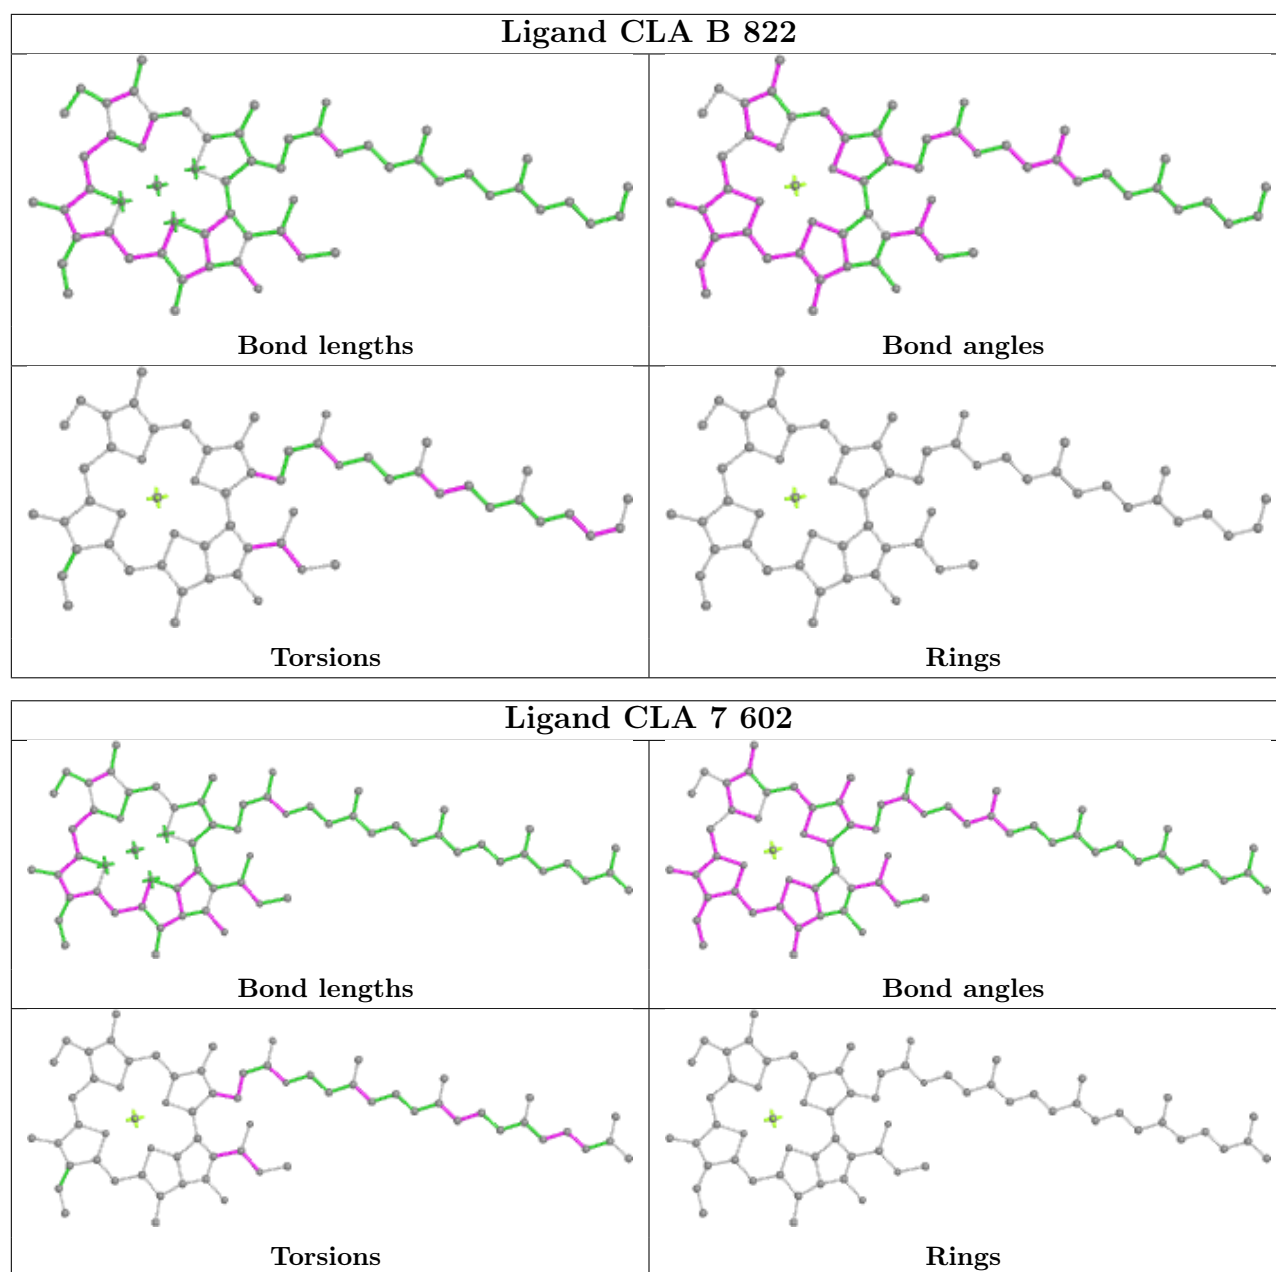 Ligand CLA B 822
Bond lengths
Bond angles
Torsions
Rings
Ligand CLA 7 602
Bond lengths
Bond angles
Torsions
Rings